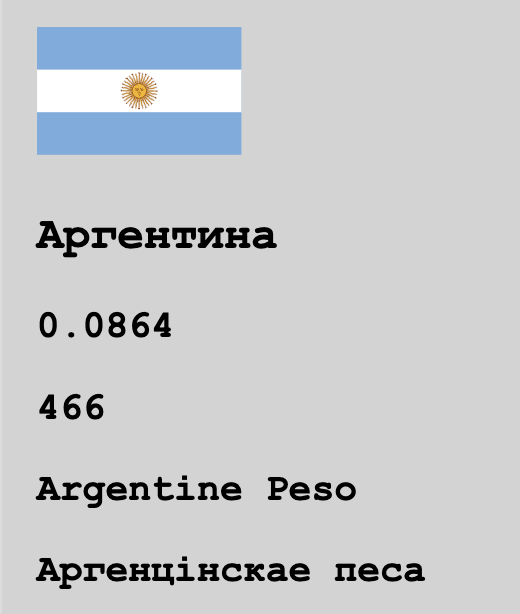 Аргентина
0.0864
466
Argentine Peso
Аргенцінскае песа